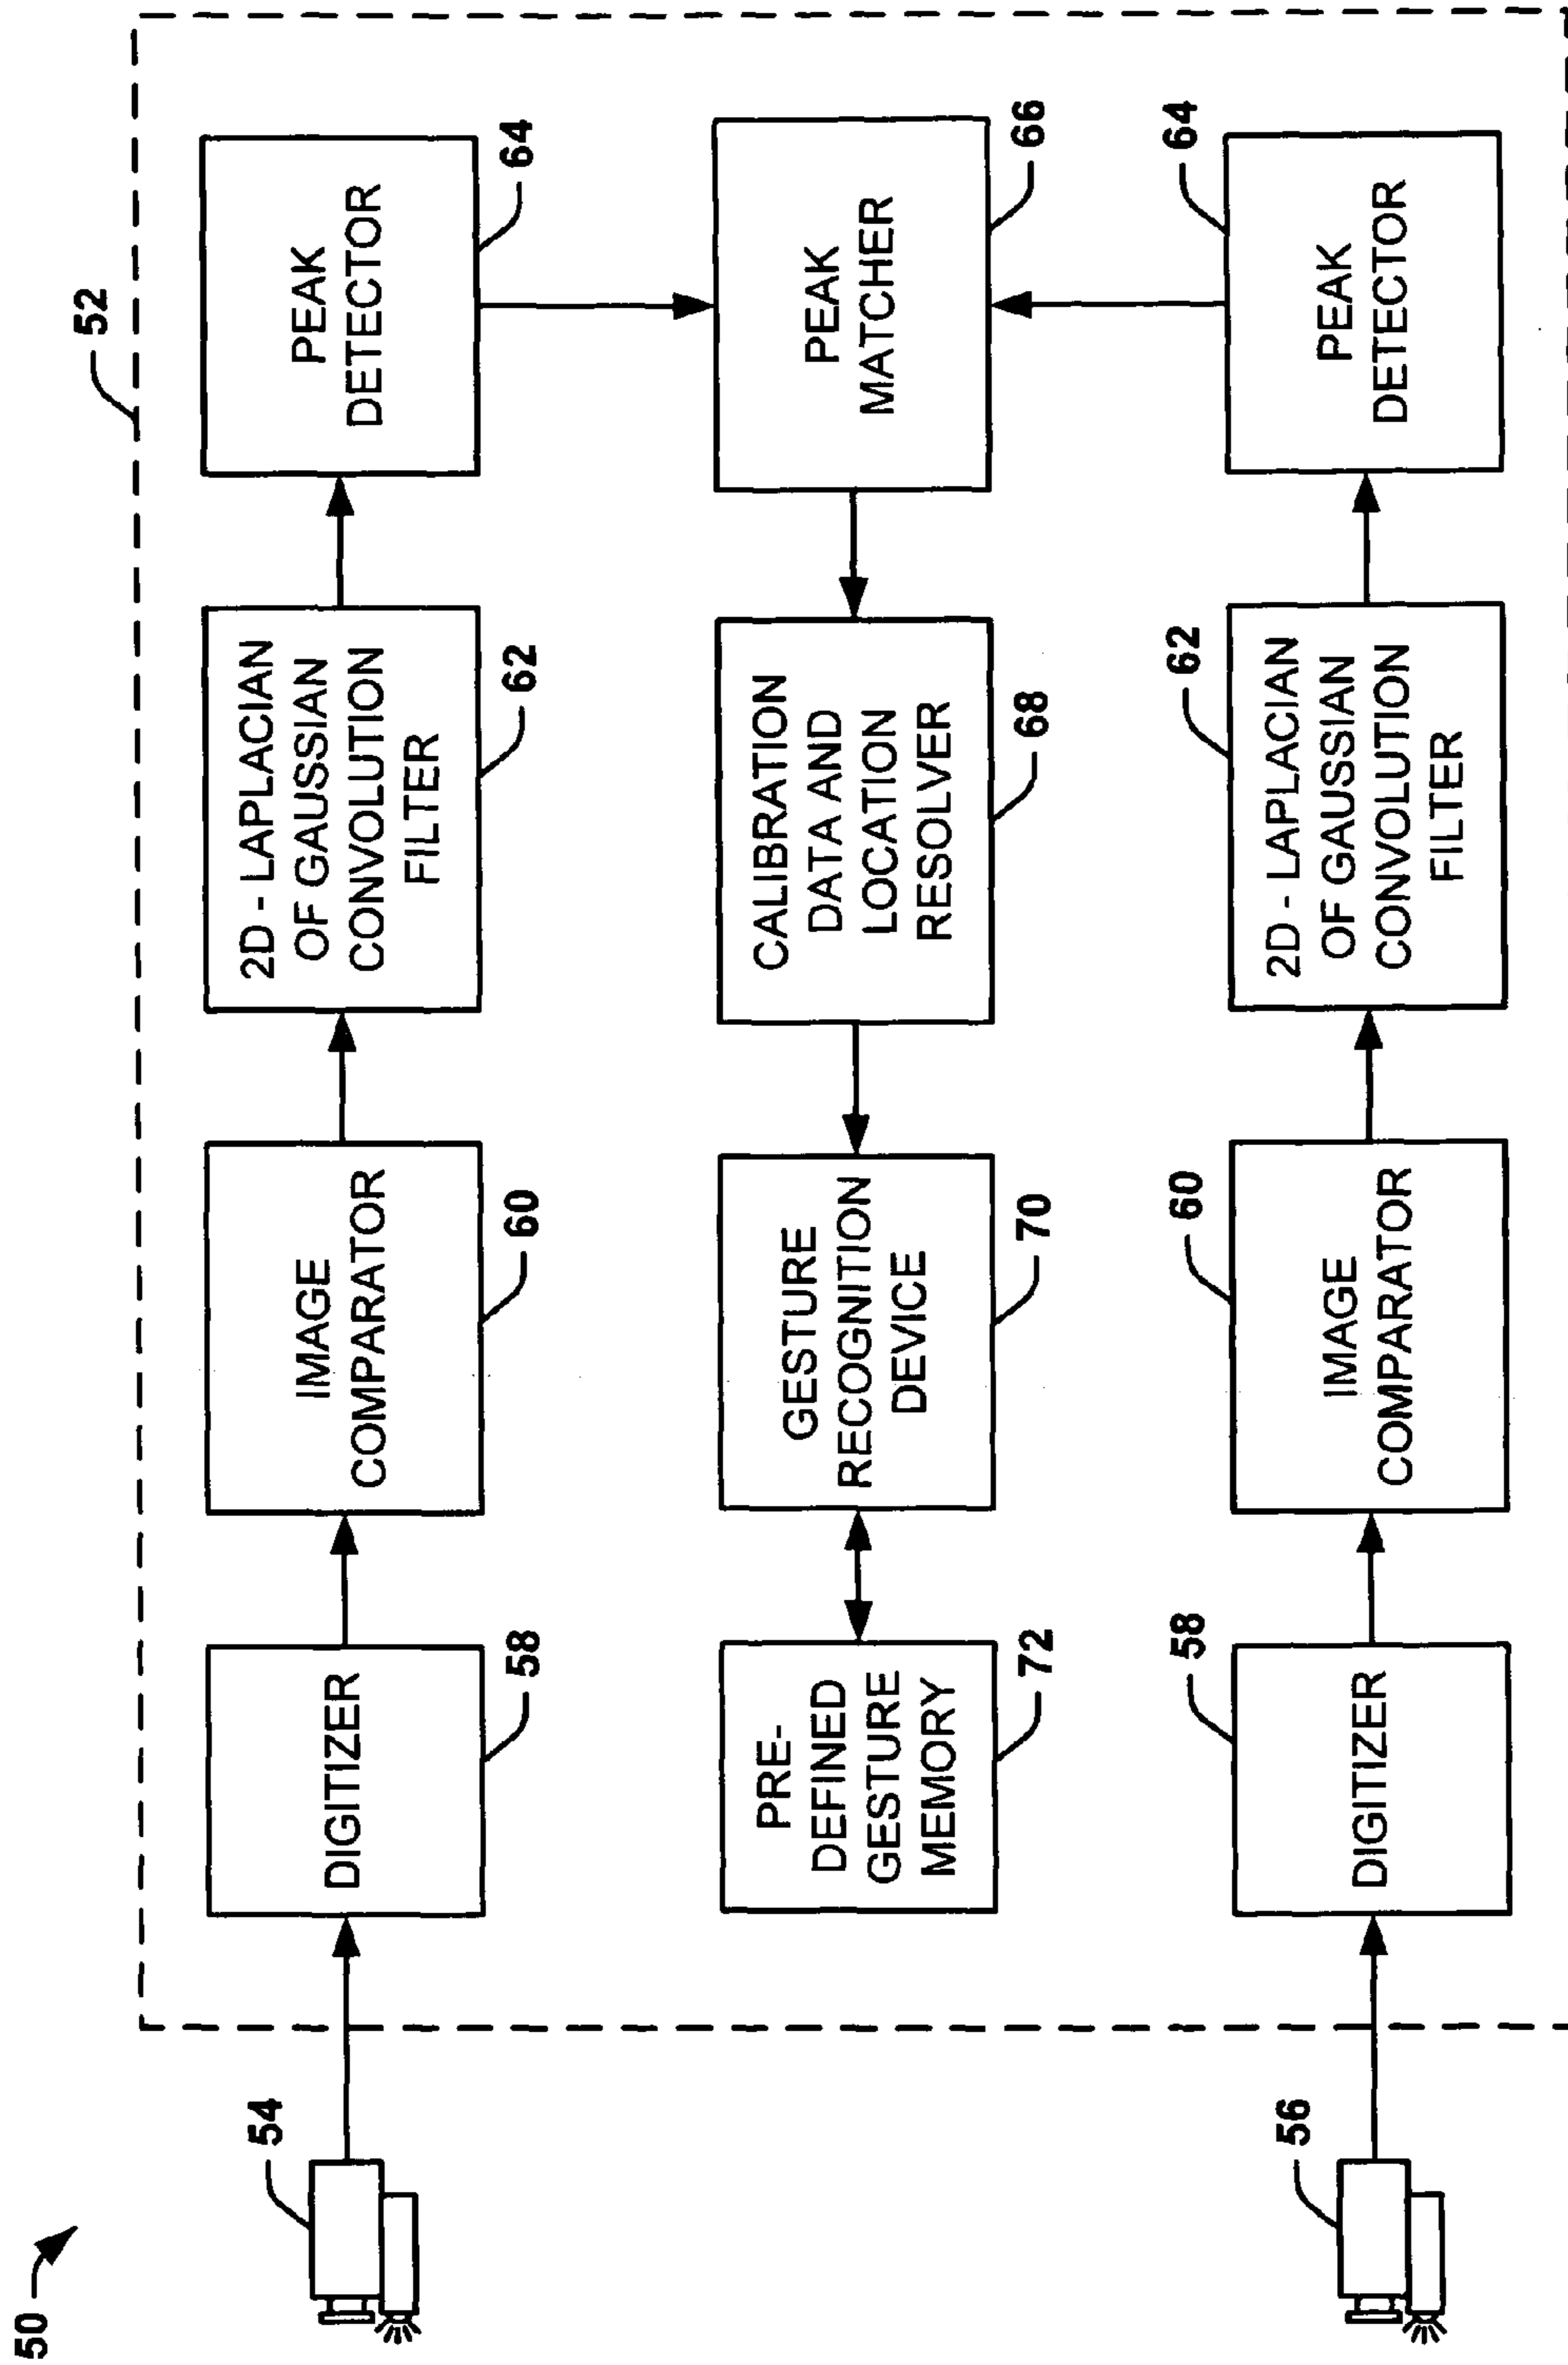 50
52
54
DIGITIZER
58
IMAGE
COMPARATOR
60
2D - LAPLACIAN
OF GAUSSIAN
CONVOLUTION
FILTER
62
PEAK
DETECTOR
64
PRE-
DEFINED
GESTURE
MEMORY
72
GESTURE
RECOGNITION
DEVICE
70
CALIBRATION
DATA AND
LOCATION
RESOLVER
68
PEAK
MATCHER
66
56
58
DIGITIZER
60
IMAGE
COMPARATOR
62
2D - LAPLACIAN
OF GAUSSIAN
CONVOLUTION
FILTER
64
PEAK
DETECTOR